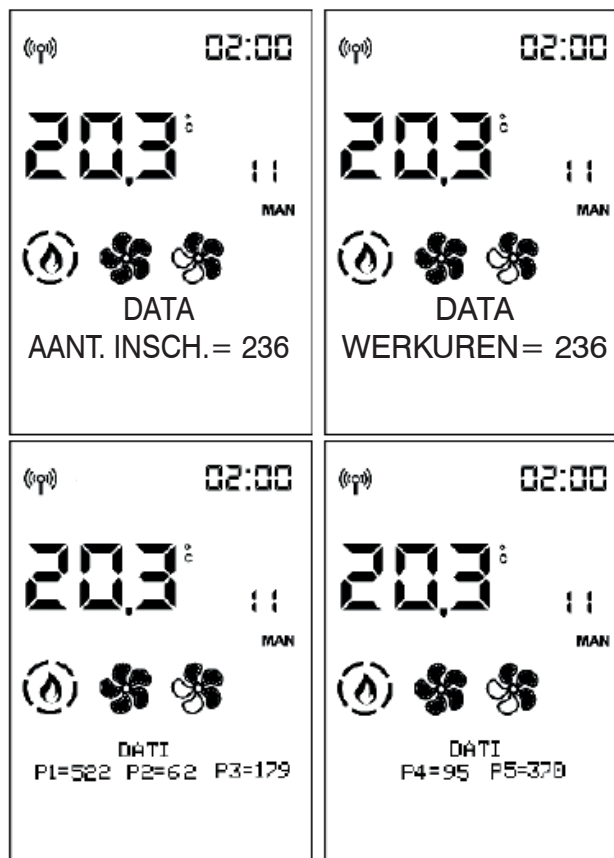 02:00
20.3 °C
11
MAN
DATA
AANT. INSCH.= 236
02:00
20.3 °C
11
MAN
DATA
WERKUREN= 236
02:00
20.3 °C
11
MAN
DATI
P1=522 P2=62 P3=179
02:00
20.3 °C
11
MAN
DATI
P4=95 P5=370